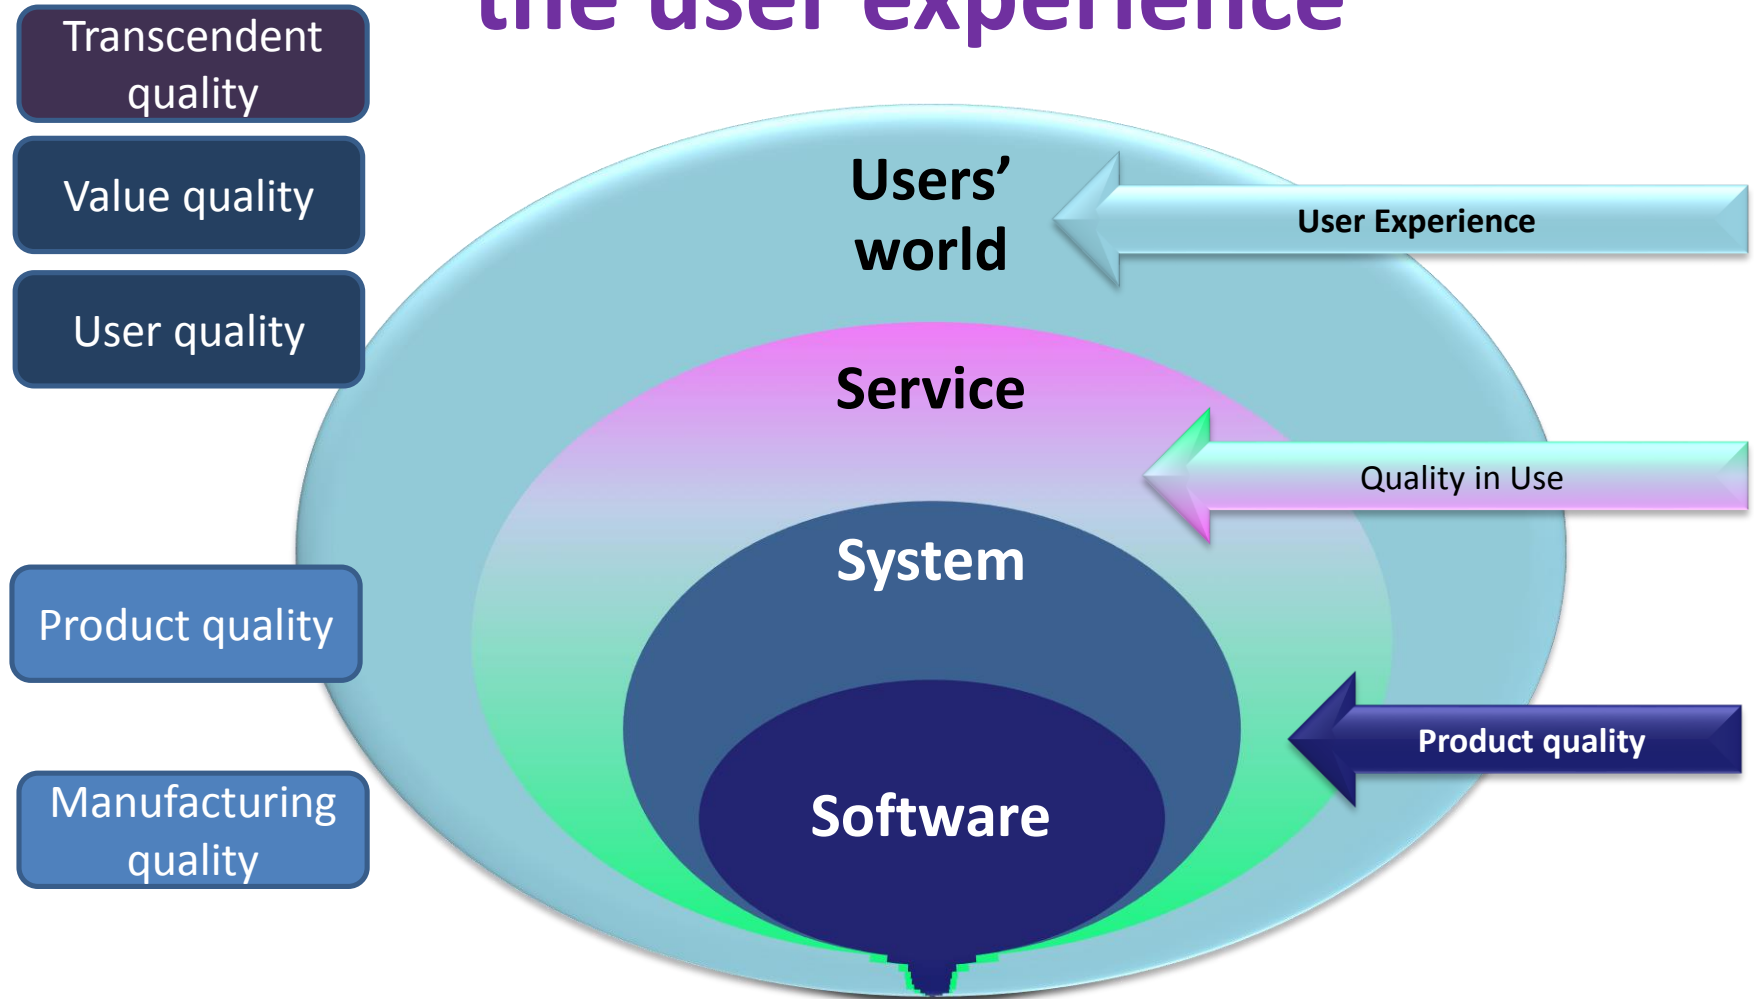 the user experience
Transcendent
quality
Value quality
User quality
Product quality
Manufacturing
quality
Users’
world
Service
System
Software
User Experience
Quality in Use
Product quality